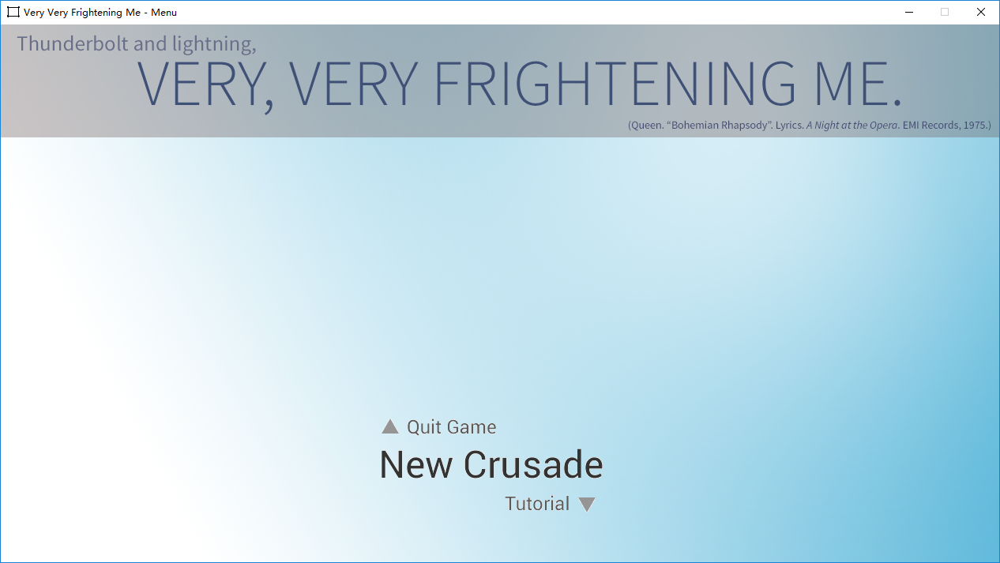 Very Very Frightening Me - Menu
Thunderbolt and lightning,
VERY, VERY FRIGHTENING ME.
(Queen. “Bohemian Rhapsody”. Lyrics. A Night at the Opera. EMI Records, 1975.)
Quit Game
New Crusade
Tutorial